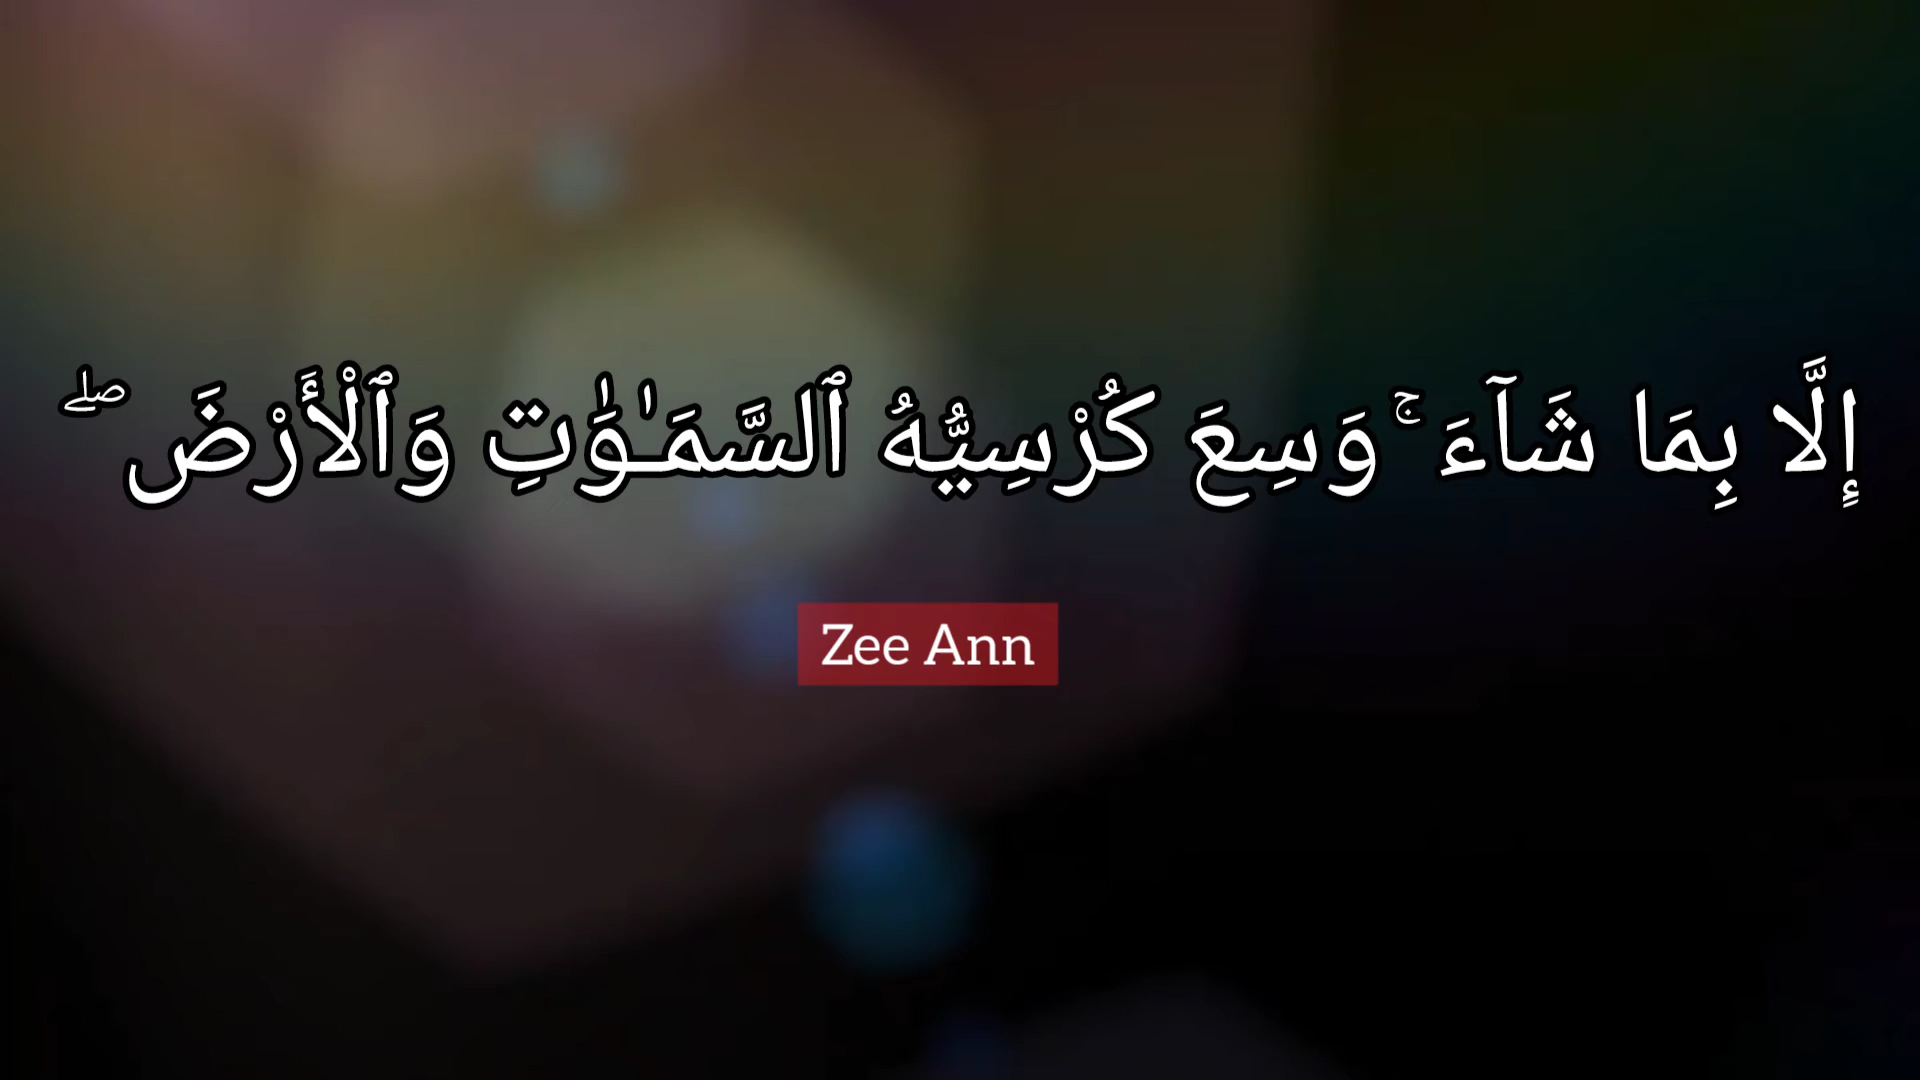 إِلَّا بِمَا شَآءَ ۚ وَسِعَ كُرْسِيُّهُ ٱلسَّمَـٰوَٰتِ وَٱلْأَرْضَ ۖ
Zee Ann